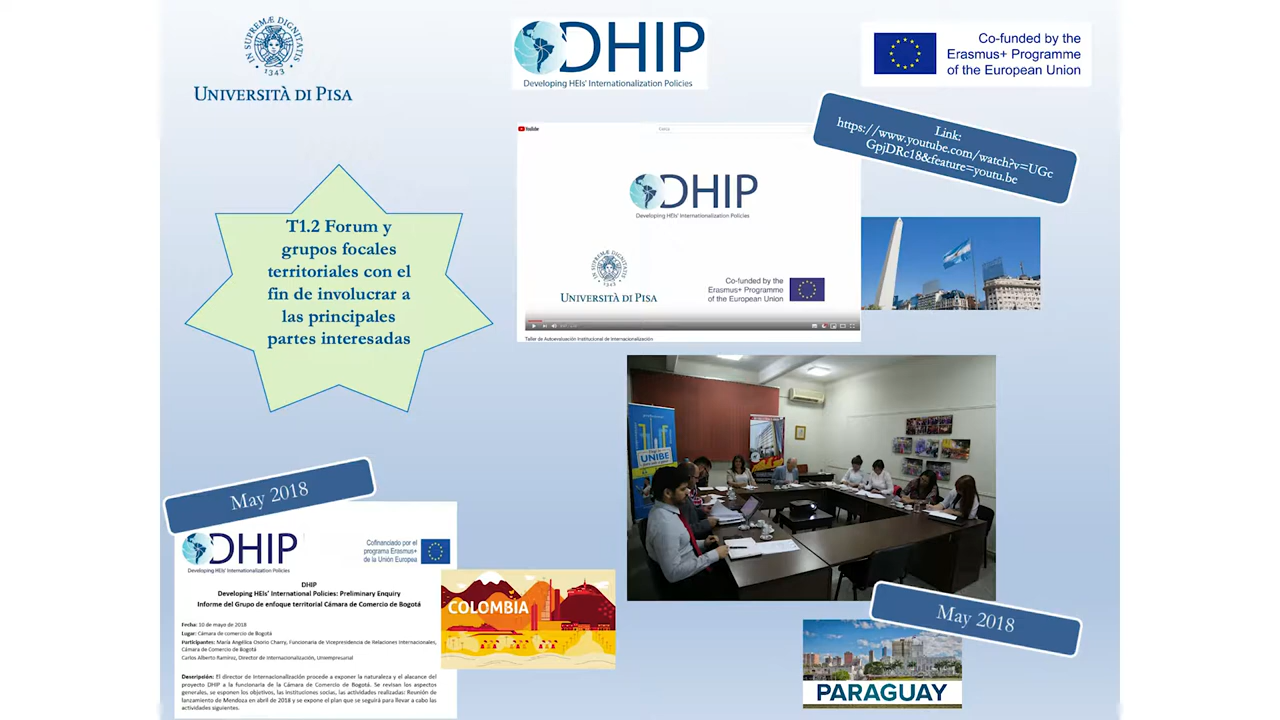 IN SUPREMÆ DIGNITATIS
1343
UNIVERSITÀ DI PISA
DHIP
Developing HEIs' Internationalization Policies
Co-funded by the
Erasmus+ Programme
of the European Union
Link:
https://www.youtube.com/watch?v=UGc
GpjDRc18&feature=youtu.be
YouTube
Cerca
DHIP
Developing HEIs' Internationalization Policies
UNIVERSITÀ DI PISA
Co-funded by the
Erasmus+ Programme
of the European Union
Taller de Autoevaluación Institucional de Internacionalización
T1.2 Forum y
grupos focales
territoriales con el
fin de involucrar a
las principales
partes interesadas
UNIBE
May 2018
DHIP
Developing HEIs' Internationalization Policies
Cofinanciado por el
programa Erasmus+
de la Unión Europea
DHIP
Developing HEIs' International Policies: Preliminary Enquiry
Informe del Grupo de enfoque territorial Cámara de Comercio de Bogotá
Fecha: 10 de mayo de 2018
Lugar: Cámara de comercio de Bogotá
Participantes: María Angélica Osorio Charry, Funcionaria de Vicepresidencia de Relaciones Internacionales,
Cámara de Comercio de Bogotá
Carlos Alberto Ramírez, Director de Internacionalización, Uniempresarial
Descripción: El director de Internacionalización procede a exponer la naturaleza y el alcance del
proyecto DHIP a la funcionaria de la Cámara de Comercio de Bogotá. Se revisan los aspectos
generales, se exponen los objetivos, las instituciones socias, las actividades realizadas: Reunión de
lanzamiento de Mendoza en abril de 2018 y se expone el plan que se seguirá para llevar a cabo las
actividades siguientes.
COLOMBIA
May 2018
PARAGUAY